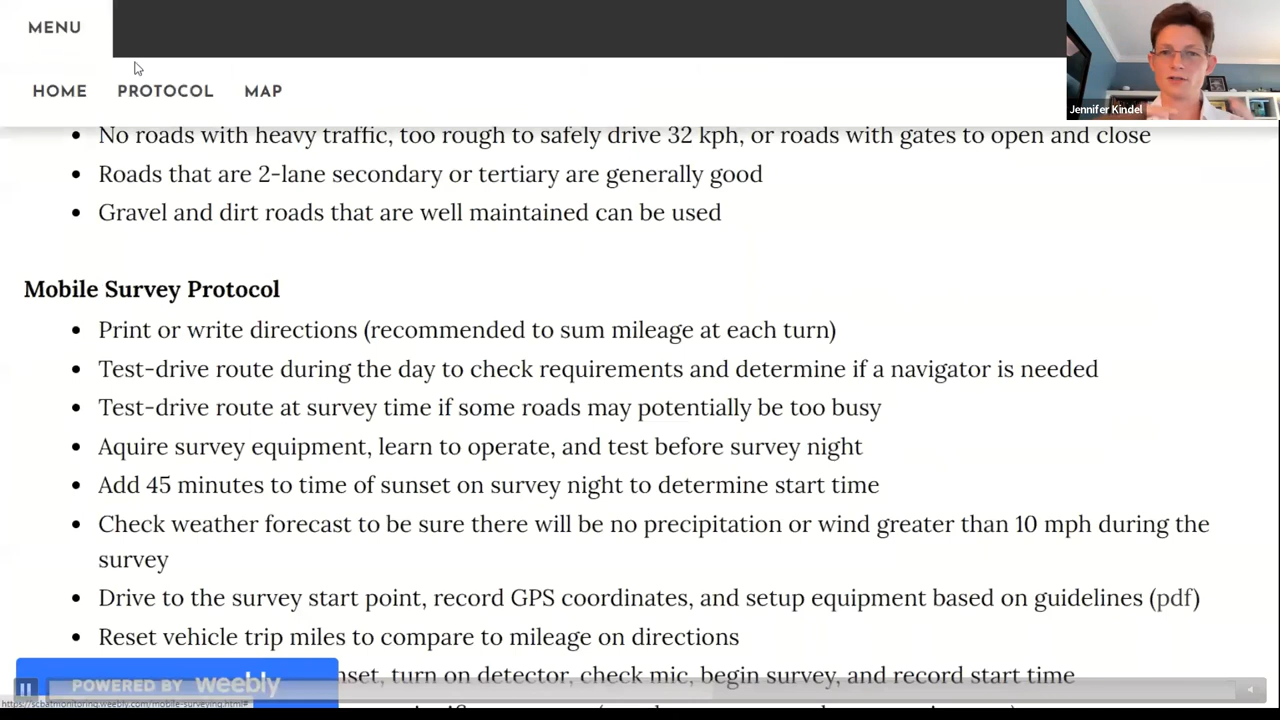 MENU
Jennifer Kindel
HOME PROTOCOL MAP
No roads with heavy traffic, too rough to safely drive 32 kph, or roads with gates to open and close
Roads that are 2-lane secondary or tertiary are generally good
Gravel and dirt roads that are well maintained can be used
Mobile Survey Protocol
Print or write directions (recommended to sum mileage at each turn)
Test-drive route during the day to check requirements and determine if a navigator is needed
Test-drive route at survey time if some roads may potentially be too busy
Aquire survey equipment, learn to operate, and test before survey night
Add 45 minutes to time of sunset on survey night to determine start time
Check weather forecast to be sure there will be no precipitation or wind greater than 10 mph during the
survey
Drive to the survey start point, record GPS coordinates, and setup equipment based on guidelines (pdf)
Reset vehicle trip miles to compare to mileage on directions
nset, turn on detector, check mic, begin survey, and record start time
POWERED BY weebly
https://scbatmonitoring.weebly.com/mobile-surveying.html#